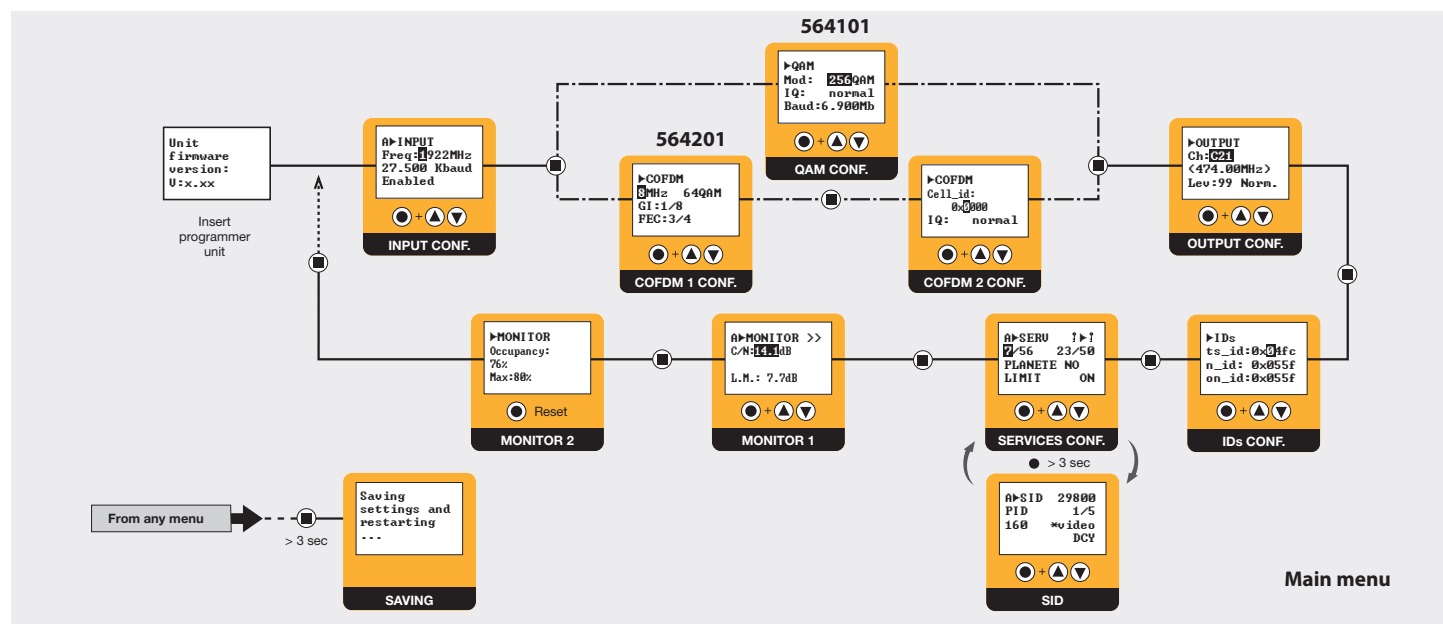 564101
▶QAM
Mod: 256QAM
IQ: normal
Baud:6.900Mb
+
QAM CONF.
Unit
firmware
version:
V:x.xx
Insert
programmer
unit
A▶INPUT
Freq:1922MHz
27.500 Kbaud
Enabled
+
INPUT CONF.
564201
▶COFDM
8MHz 64QAM
GI:1/8
FEC:3/4
+
COFDM 1 CONF.
▶COFDM
Cell_id:
0x0000
IQ: normal
+
COFDM 2 CONF.
▶OUTPUT
Ch:C21
(474.00MHz)
Lev:99 Norm.
+
OUTPUT CONF.
▶MONITOR
Occupancy:
76%
Max:80%
Reset
MONITOR 2
A▶MONITOR >>
C/N:14.1dB
L.M.: 7.7dB
+
MONITOR 1
A▶SERV ▶
7/56 23/50
PLANETE NO
LIMIT ON
+
SERVICES CONF.
▶IDs
ts_id:0x04fc
n_id: 0x055f
on_id:0x055f
+
IDs CONF.
> 3 sec
A▶SID 29800
PID 1/5
160 *video
DCY
+
SID
From any menu
> 3 sec
Saving
settings and
restarting
...
SAVING
Main menu